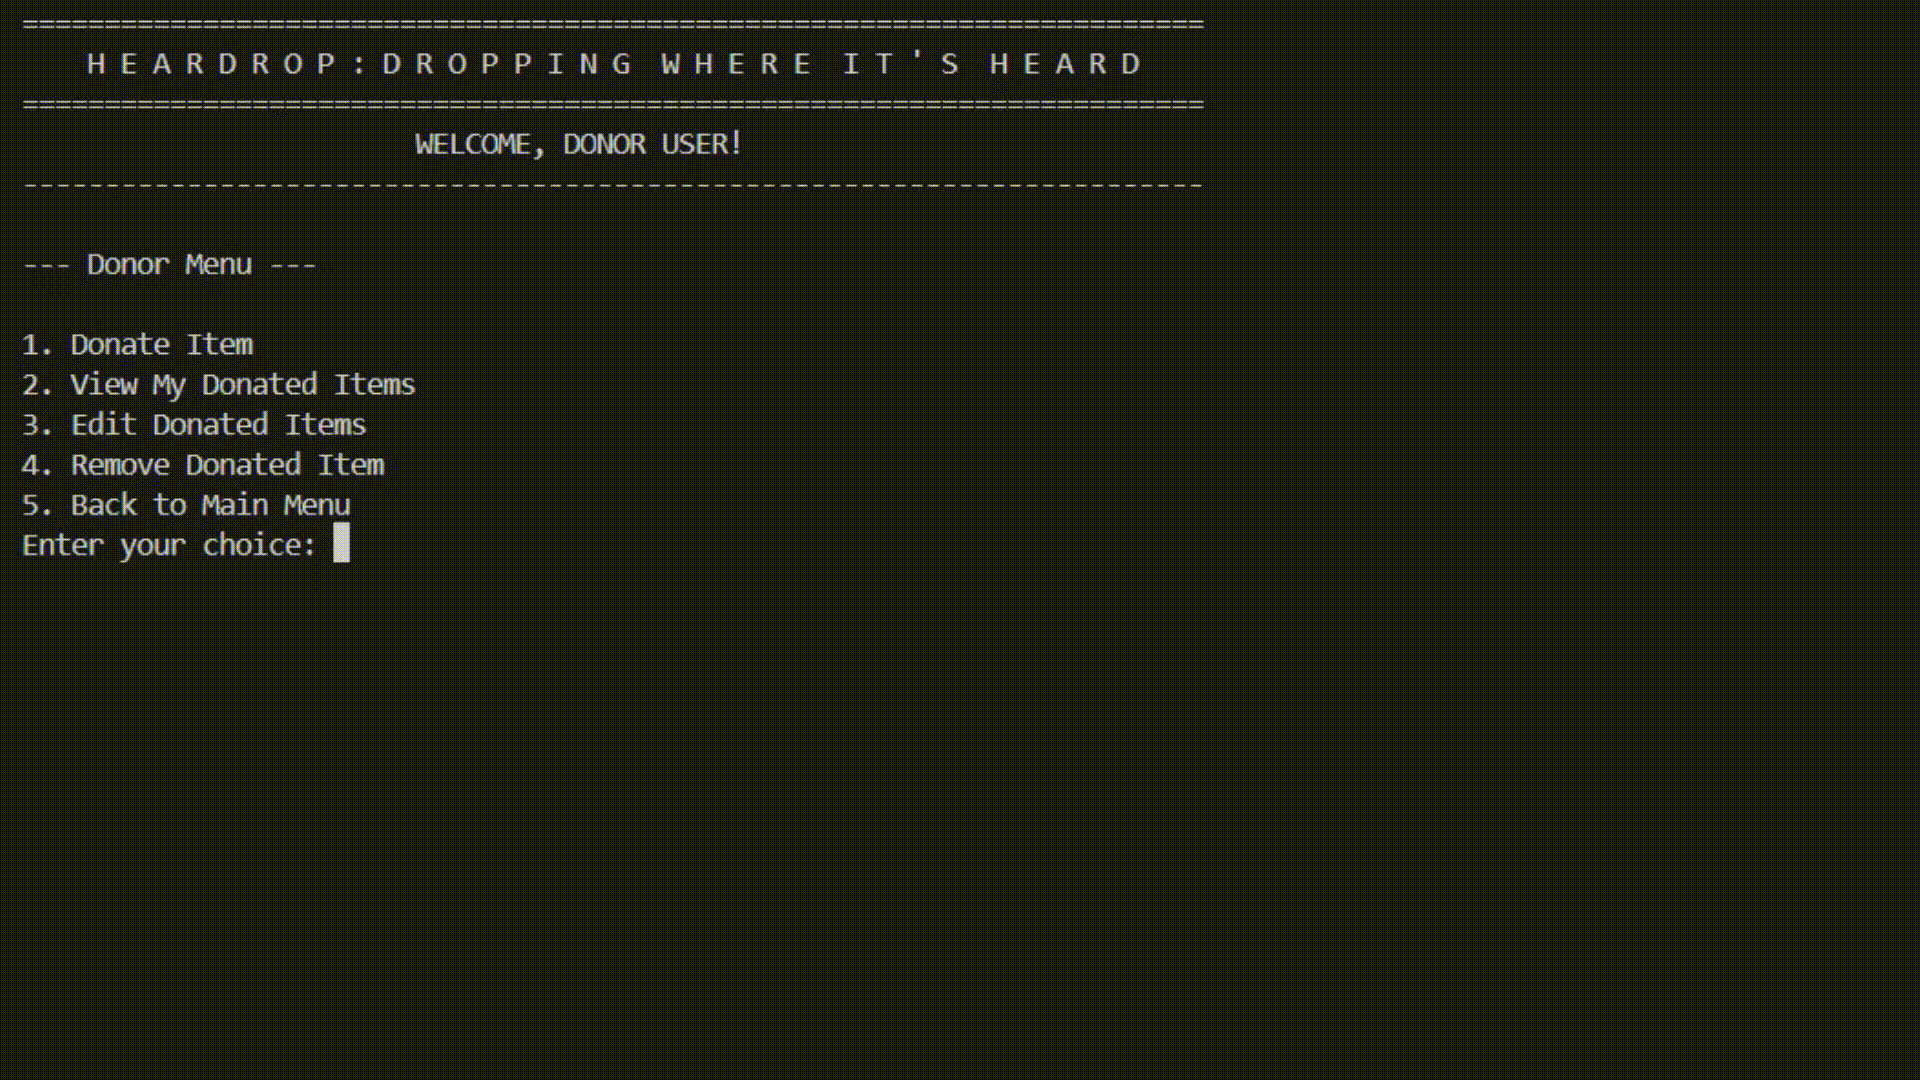 ========================================================================
H E A R D R O P : D R O P P I N G  W H E R E  I T ' S  H E A R D
========================================================================
WELCOME, DONOR USER!
------------------------------------------------------------------------
--- Donor Menu ---
1. Donate Item
2. View My Donated Items
3. Edit Donated Items
4. Remove Donated Item
5. Back to Main Menu
Enter your choice: